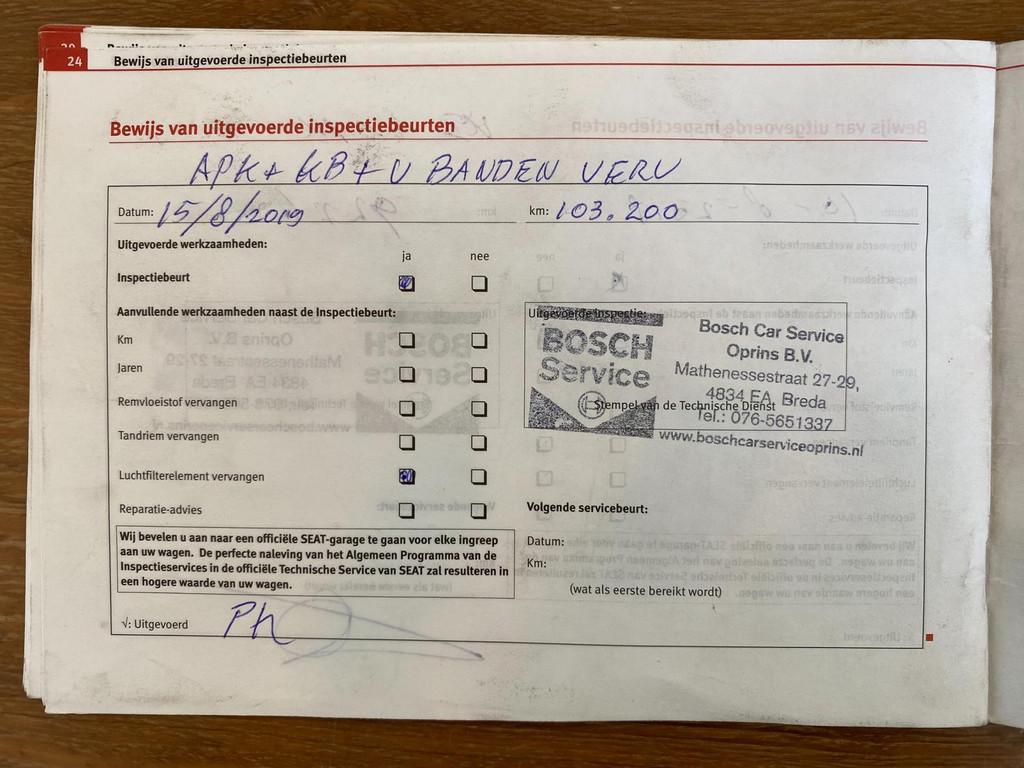 24 Bewijs van uitgevoerde inspectiebeurten
Bewijs van uitgevoerde inspectiebeurten
APK + KB + V BANDEN VERV
Datum: 15/8/2019 km: 103.200
Uitgevoerde werkzaamheden:
ja nee
Inspectiebeurt
Aanvullende werkzaamheden naast de Inspectiebeurt:
Km
Jaren
Remvloeistof vervangen
Tandriem vervangen
Luchtfilterelement vervangen
Reparatie-advies
Wij bevelen u aan naar een officiële SEAT-garage te gaan voor elke ingreep
aan uw wagen. De perfecte naleving van het Algemeen Programma van de
Inspectieservices in de officiële Technische Service van SEAT zal resulteren in
een hogere waarde van uw wagen.
√: Uitgevoerd
Uitgevoerde Inspectie:
BOSCH
Service
Bosch Car Service
Oprins B.V.
Mathenessestraat 27-29,
4834 EA Breda
Tel.: 076-5651337
www.boschcarserviceoprins.nl
Stempel van de Technische Dienst
Volgende servicebeurt:
Datum:
Km:
(wat als eerste bereikt wordt)